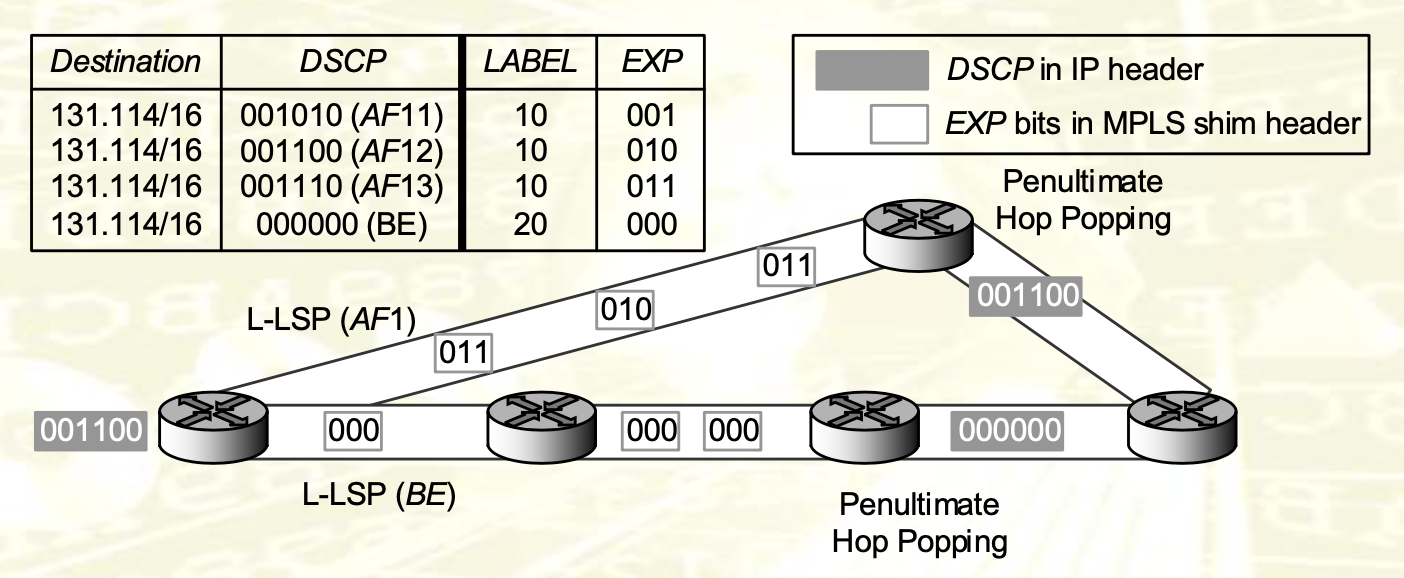 Destination DSCP LABEL EXP
131.114/16 001010 (AF11) 10 001
131.114/16 001100 (AF12) 10 010
131.114/16 001110 (AF13) 10 011
131.114/16 000000 (BE) 20 000
DSCP in IP header
EXP bits in MPLS shim header
Penultimate
Hop Popping
011
010
001100
L-LSP (AF1)
011
001100
000
000
000
000000
L-LSP (BE)
Penultimate
Hop Popping